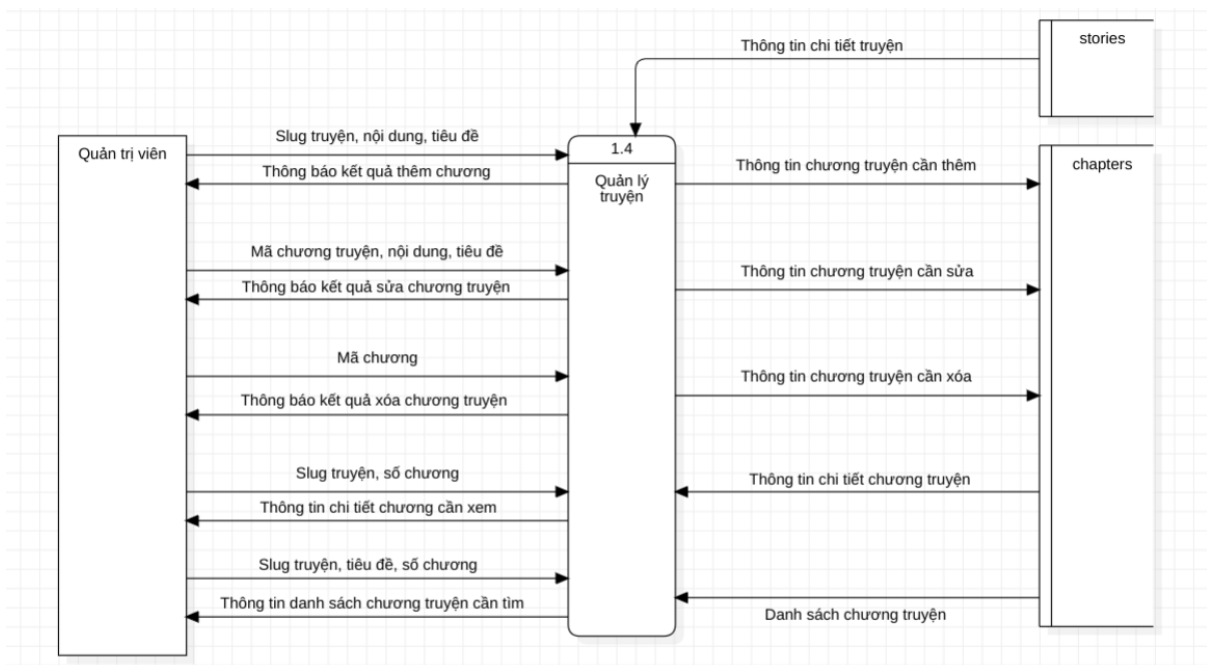 Thông tin chi tiết truyện
stories
Quản trị viên
Slug truyện, nội dung, tiêu đề
Thông báo kết quả thêm chương
1.4
Quản lý
truyện
Thông tin chương truyện cần thêm
chapters
Mã chương truyện, nội dung, tiêu đề
Thông báo kết quả sửa chương truyện
Thông tin chương truyện cần sửa
Mã chương
Thông báo kết quả xóa chương truyện
Thông tin chương truyện cần xóa
Slug truyện, số chương
Thông tin chi tiết chương cần xem
Thông tin chi tiết chương truyện
Slug truyện, tiêu đề, số chương
Thông tin danh sách chương truyện cần tìm
Danh sách chương truyện